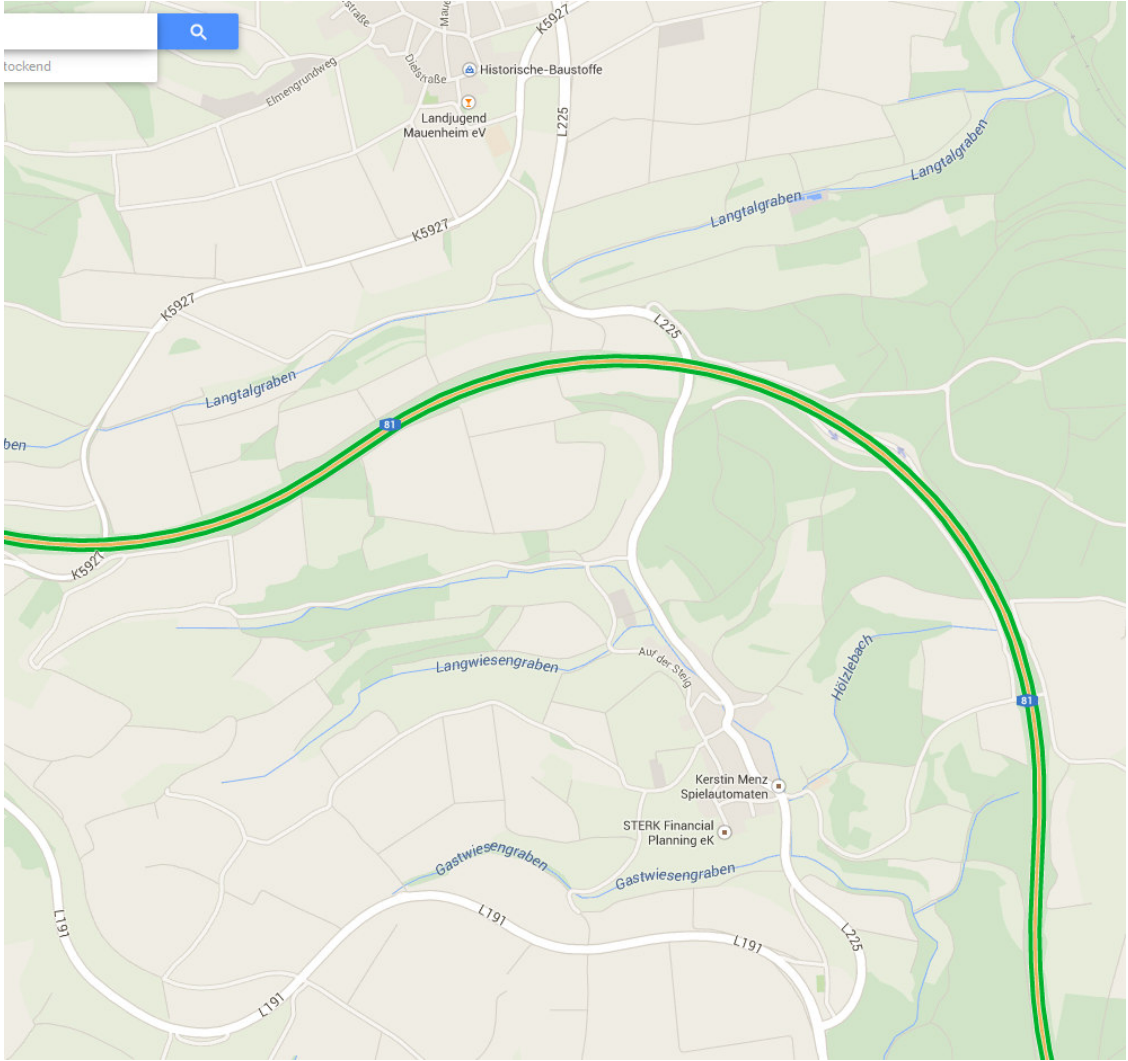 tockend
K5927
Dielstraße
Historische-Baustoffe
Elmengrundweg
Landjugend
Mauenheim eV
L225
Langtalgraben
Langtalgraben
K5927
K5927
L225
Langtalgraben
81
K5927
Auf der Steig
Langwiesengraben
Hölzlebach
81
Kerstin Menz
Spielautomaten
STERK Financial
Planning eK
Gastwiesengraben
Gastwiesengraben
L191
L191
L191
L225
L191